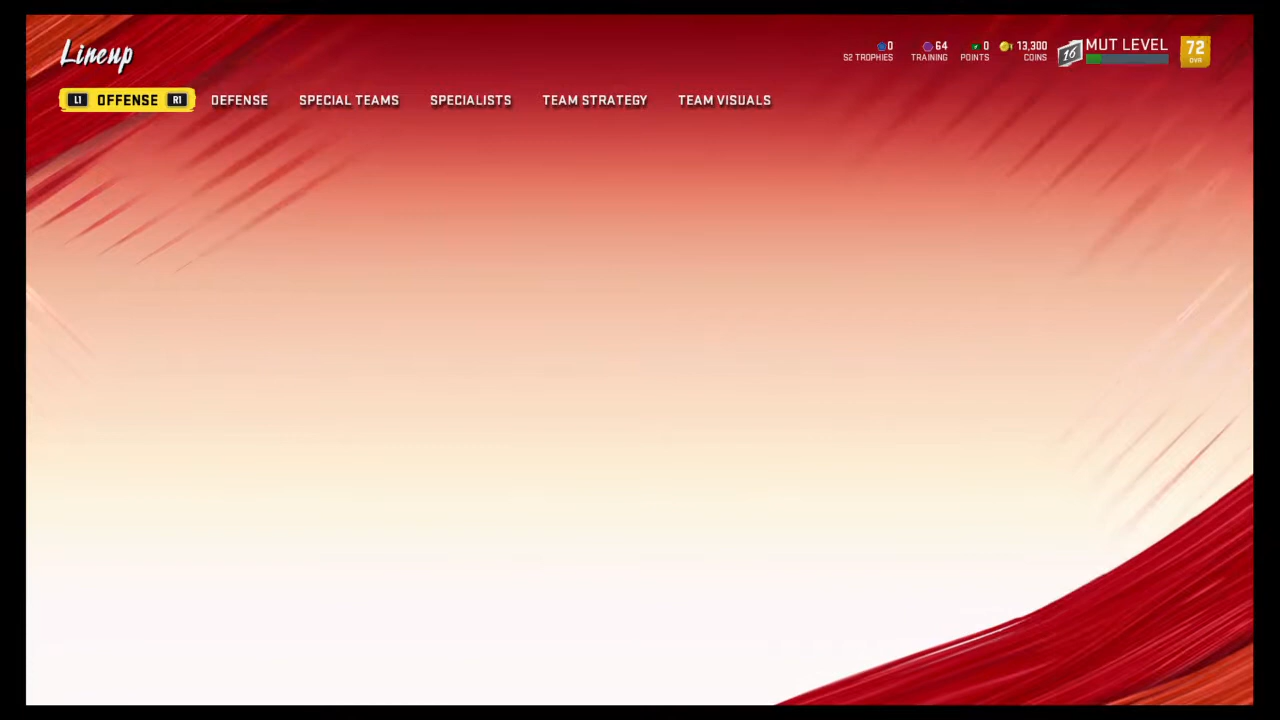 Lineup
0 S2 TROPHIES
64 TRAINING
0 POINTS
13,300 COINS
16 MUT LEVEL
72 OVR
L1 OFFENSE R1 DEFENSE SPECIAL TEAMS SPECIALISTS TEAM STRATEGY TEAM VISUALS